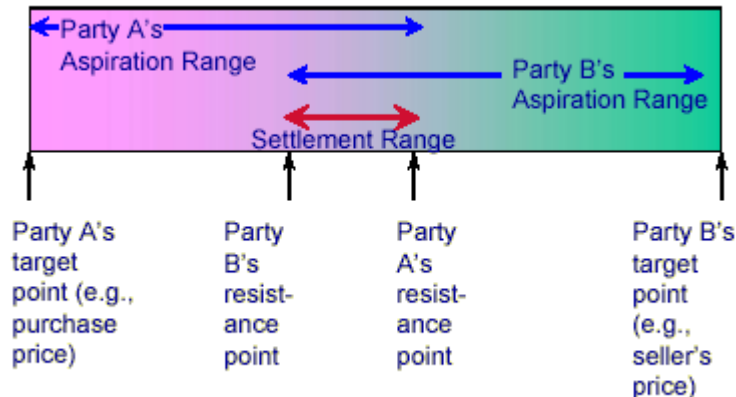 Party A's
Aspiration Range
Party B's
Aspiration Range
Settlement Range
Party A's
target
point (e.g.,
purchase
price)
Party
B's
resist-
ance
point
Party
A's
resist-
ance
point
Party B's
target
point
(e.g.,
seller's
price)